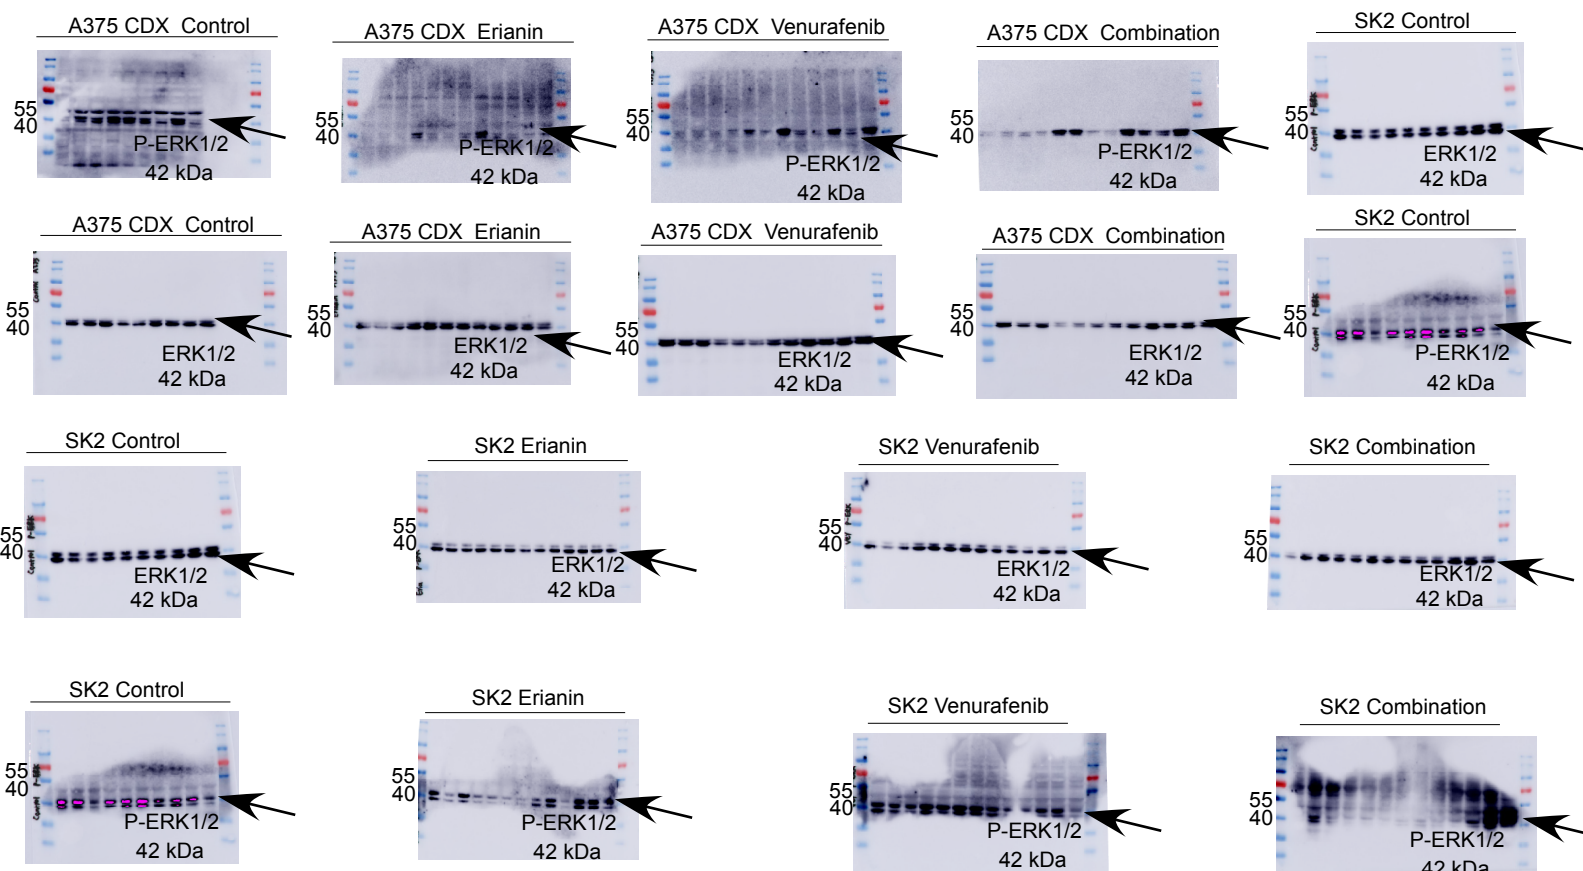 A375 CDX Control
55
40
P-ERK1/2
42 kDa
A375 CDX Erianin
55
40
P-ERK1/2
42 kDa
A375 CDX Venurafenib
55
40
P-ERK1/2
42 kDa
A375 CDX Combination
55
40
P-ERK1/2
42 kDa
SK2 Control
55
40
ERK1/2
42 kDa
A375 CDX Control
55
40
ERK1/2
42 kDa
A375 CDX Erianin
55
40
ERK1/2
42 kDa
A375 CDX Venurafenib
55
40
ERK1/2
42 kDa
A375 CDX Combination
55
40
ERK1/2
42 kDa
SK2 Control
55
40
P-ERK1/2
42 kDa
SK2 Control
55
40
Control P-ERK
ERK1/2
42 kDa
SK2 Erianin
55
40
ERK1/2
42 kDa
SK2 Venurafenib
55
40
ERK1/2
42 kDa
SK2 Combination
55
40
ERK1/2
42 kDa
SK2 Control
55
40
Control P-ERK
P-ERK1/2
42 kDa
SK2 Erianin
55
40
P-ERK1/2
42 kDa
SK2 Venurafenib
55
40
P-ERK1/2
42 kDa
SK2 Combination
55
40
P-ERK1/2
42 kDa